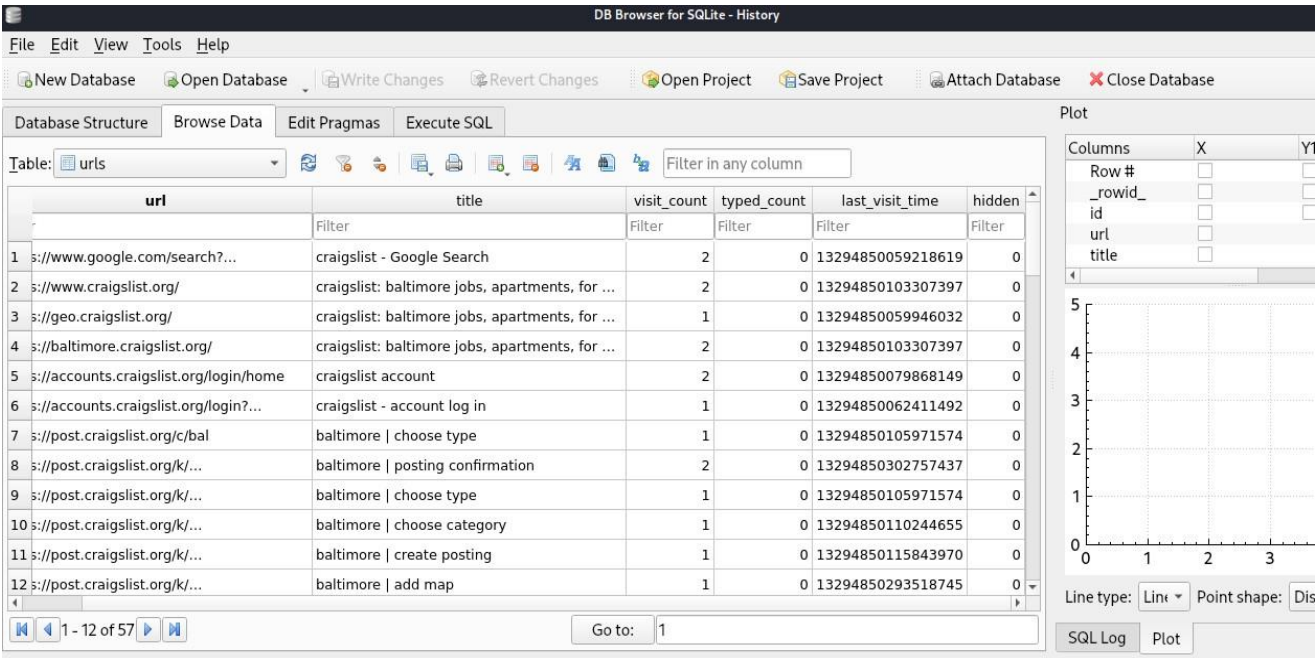 DB Browser for SQLite - History
File Edit View Tools Help
New Database Open Database Write Changes Revert Changes Open Project Save Project Attach Database Close Database
Database Structure Browse Data Edit Pragmas Execute SQL
Table: urls Filter in any column
url title visit_count typed_count last_visit_time hidden
Filter Filter Filter Filter Filter
1 s://www.google.com/search?... craigslist - Google Search 2 0 13294850059218619 0
2 s://www.craigslist.org/ craigslist: baltimore jobs, apartments, for ... 2 0 13294850103307397 0
3 s://geo.craigslist.org/ craigslist: baltimore jobs, apartments, for ... 1 0 13294850059946032 0
4 s://baltimore.craigslist.org/ craigslist: baltimore jobs, apartments, for ... 2 0 13294850103307397 0
5 s://accounts.craigslist.org/login/home craigslist account 2 0 13294850079868149 0
6 s://accounts.craigslist.org/login?... craigslist - account log in 1 0 13294850062411492 0
7 s://post.craigslist.org/c/bal baltimore | choose type 1 0 13294850105971574 0
8 s://post.craigslist.org/k/... baltimore | posting confirmation 2 0 13294850302757437 0
9 s://post.craigslist.org/k/... baltimore | choose type 1 0 13294850105971574 0
10 s://post.craigslist.org/k/... baltimore | choose category 1 0 13294850110244655 0
11 s://post.craigslist.org/k/... baltimore | create posting 1 0 13294850115843970 0
12 s://post.craigslist.org/k/... baltimore | add map 1 0 13294850293518745 0
1 - 12 of 57 Go to: 1
Plot
Columns X Y1
Row #
_rowid_
id
url
title
5
4
3
2
1
0
0 1 2 3
Line type: Line Point shape: Dis
SQL Log Plot